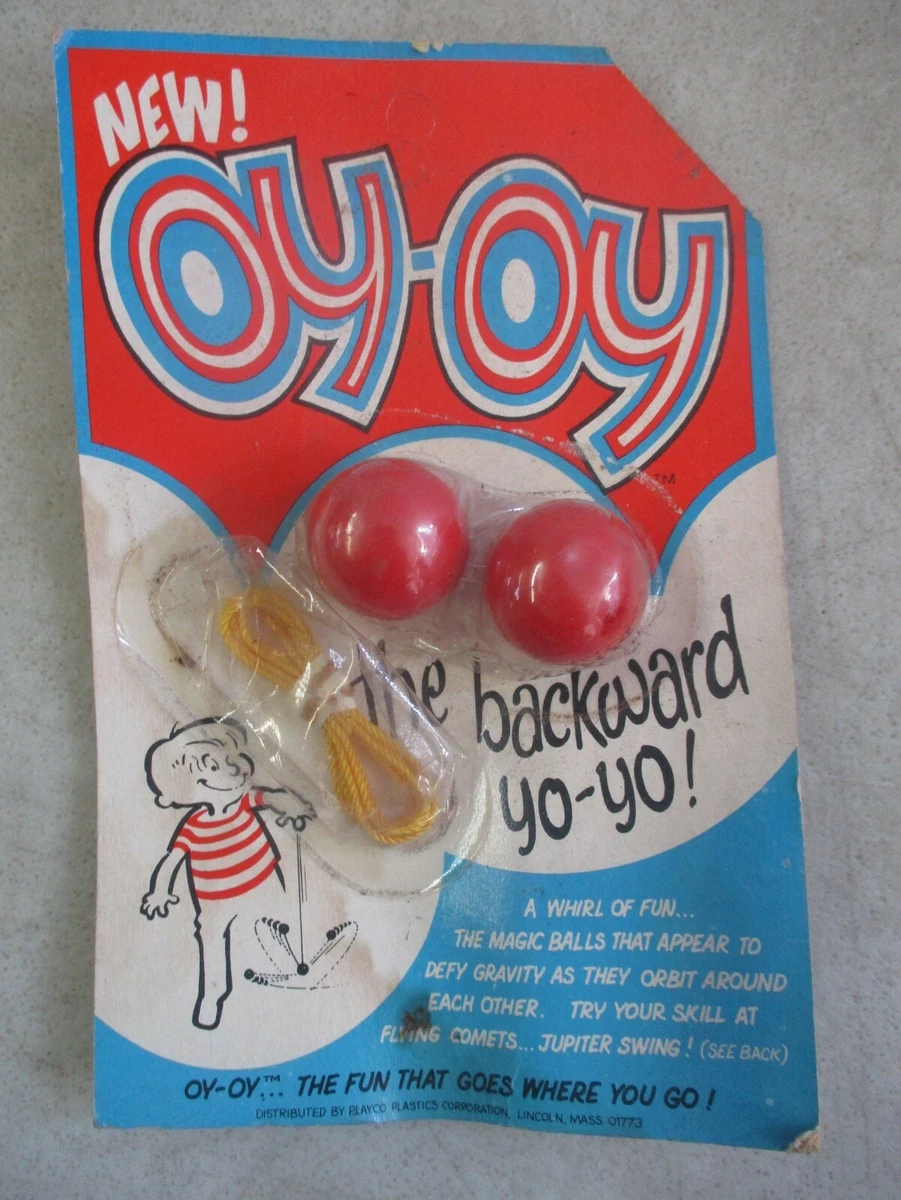 NEW!
OY-OY
TM
the backward
yo-yo!
A WHIRL OF FUN...
THE MAGIC BALLS THAT APPEAR TO
DEFY GRAVITY AS THEY ORBIT AROUND
EACH OTHER. TRY YOUR SKILL AT
FLYING COMETS... JUPITER SWING! (SEE BACK)
OY-OY™... THE FUN THAT GOES WHERE YOU GO!
DISTRIBUTED BY PLAYCO PLASTICS CORPORATION, LINCOLN, MASS. 01773